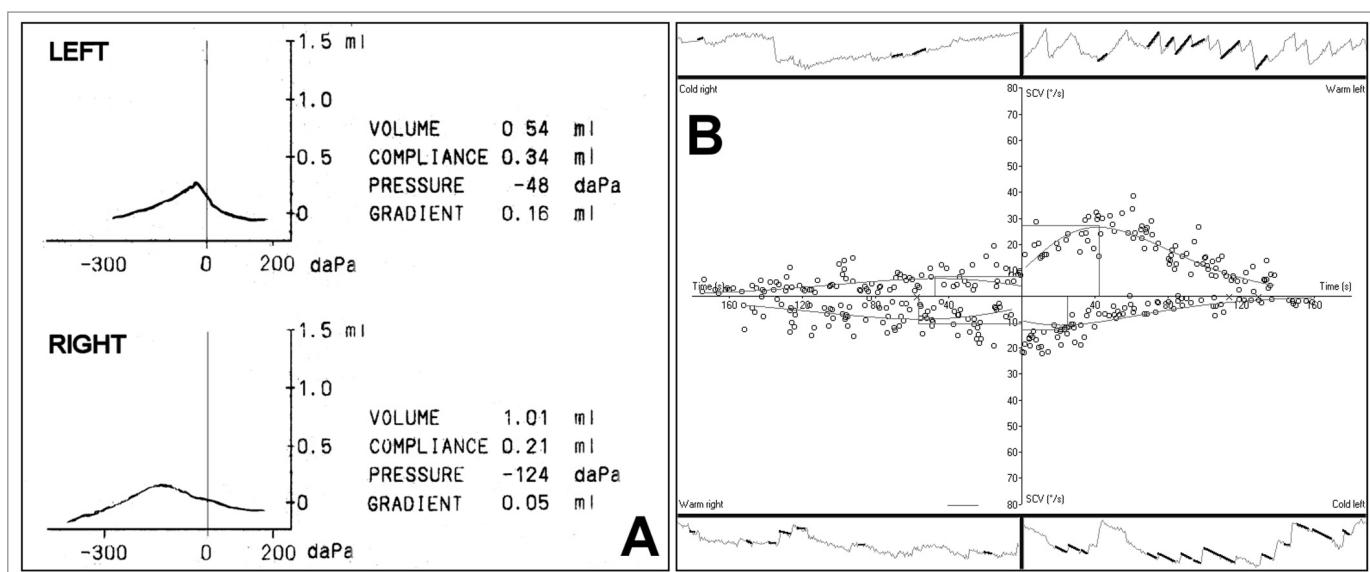 LEFT
1.5 ml
1.0
0.5
0
-300 0 200 daPa
VOLUME 0 54 ml
COMPLIANCE 0.34 ml
PRESSURE -48 daPa
GRADIENT 0.16 ml
RIGHT
1.5 ml
1.0
0.5
0
-300 0 200 daPa
VOLUME 1.01 ml
COMPLIANCE 0.21 ml
PRESSURE -124 daPa
GRADIENT 0.05 ml
A
B
Cold right
Warm left
SCV (°/s)
80
70
60
50
40
30
20
10
Time (s)
160 120 80 40
40 80 120 160
Time (s)
10
20
30
40
50
60
70
80
SCV (°/s)
Warm right
Cold left